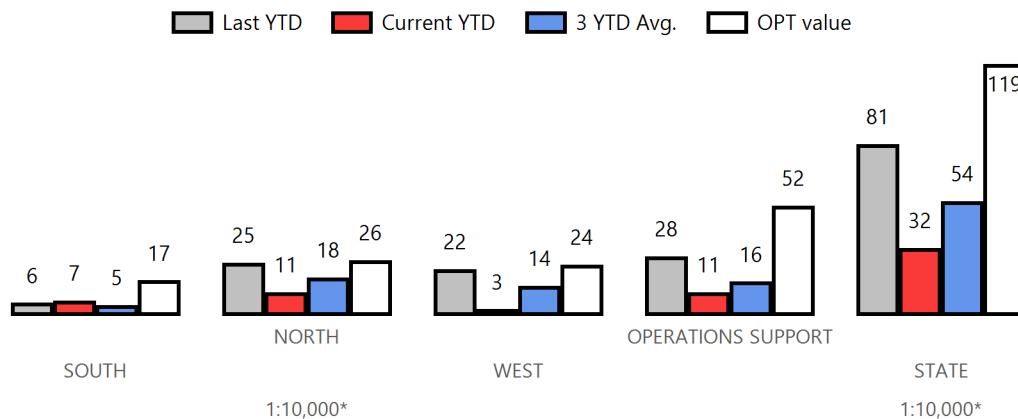 Last YTD Current YTD 3 YTD Avg. OPT value
6 7 5 17
25 11 18 26
22 3 14 24
28 11 16 52
81 32 54 119
NORTH OPERATIONS SUPPORT
SOUTH WEST STATE
1:10,000* 1:10,000*